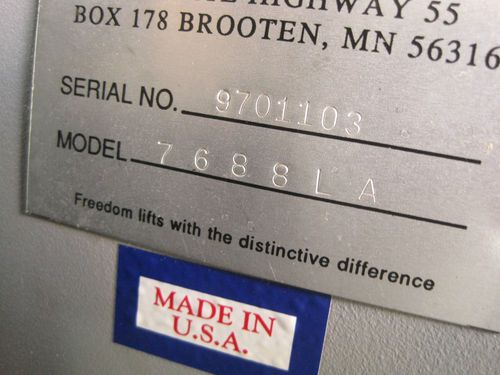 HIGHWAY 55
BOX 178 BROOTEN, MN 56316
SERIAL NO. 9701103
MODEL 7688LA
Freedom lifts with the distinctive difference
MADE IN
U.S.A.